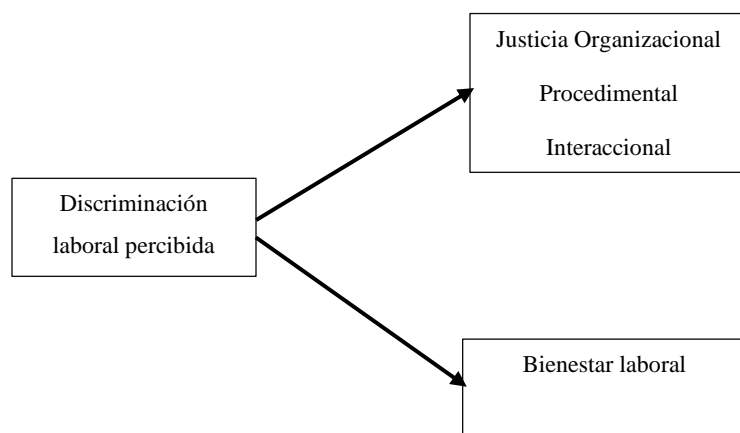 Justicia Organizacional
Procedimental
Interaccional
Discriminación
laboral percibida
Bienestar laboral